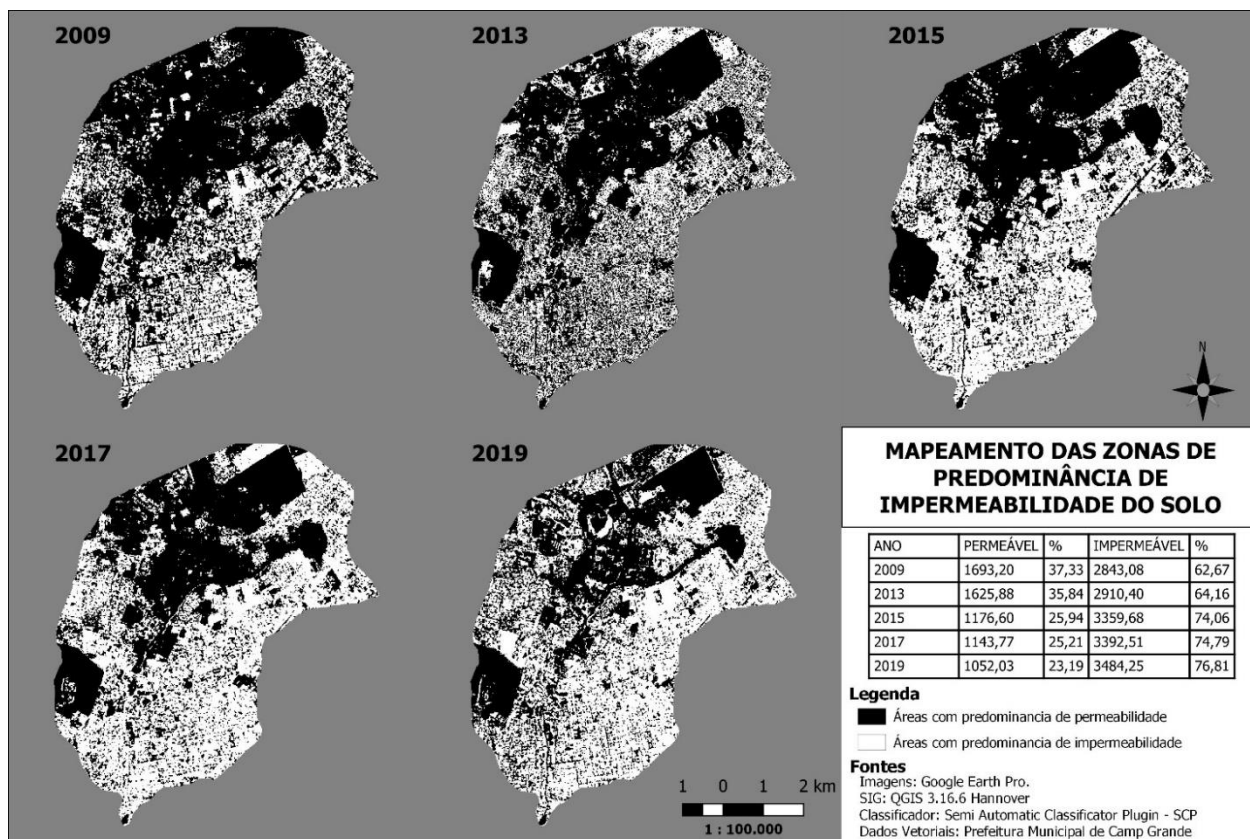 2009
2013
2015
2017
2019
N
MAPEAMENTO DAS ZONAS DE
PREDOMINÂNCIA DE
IMPERMEABILIDADE DO SOLO
ANO PERMEÁVEL % IMPERMEÁVEL %
2009 1693,20 37,33 2843,08 62,67
2013 1625,88 35,84 2910,40 64,16
2015 1176,60 25,94 3359,68 74,06
2017 1143,77 25,21 3392,51 74,79
2019 1052,03 23,19 3484,25 76,81
Legenda
Áreas com predominancia de permeabilidade
Áreas com predominancia de impermeabilidade
Fontes
Imagens: Google Earth Pro.
SIG: QGIS 3.16.6 Hannover
Classificador: Semi Automatic Classificator Plugin - SCP
Dados Vetoriais: Prefeitura Municipal de Camp Grande
1 0 1 2 km
1 : 100.000